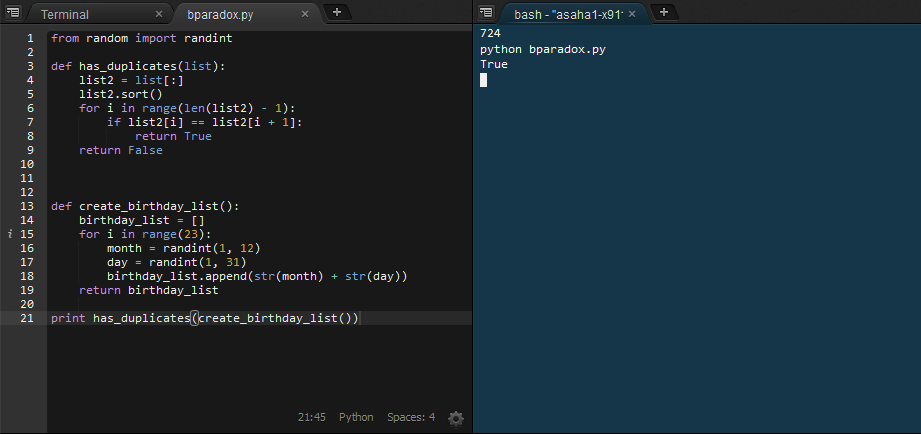 Terminal
bparadox.py
bash - "asaha1-x91
1 from random import randint
2
3 def has_duplicates(list):
4     list2 = list[:]
5     list2.sort()
6     for i in range(len(list2) - 1):
7         if list2[i] == list2[i + 1]:
8             return True
9     return False
10
11
12
13 def create_birthday_list():
14     birthday_list = []
i 15     for i in range(23):
16         month = randint(1, 12)
17         day = randint(1, 31)
18         birthday_list.append(str(month) + str(day))
19     return birthday_list
20
21 print has_duplicates(create_birthday_list())
21:45 Python Spaces: 4
724
python bparadox.py
True